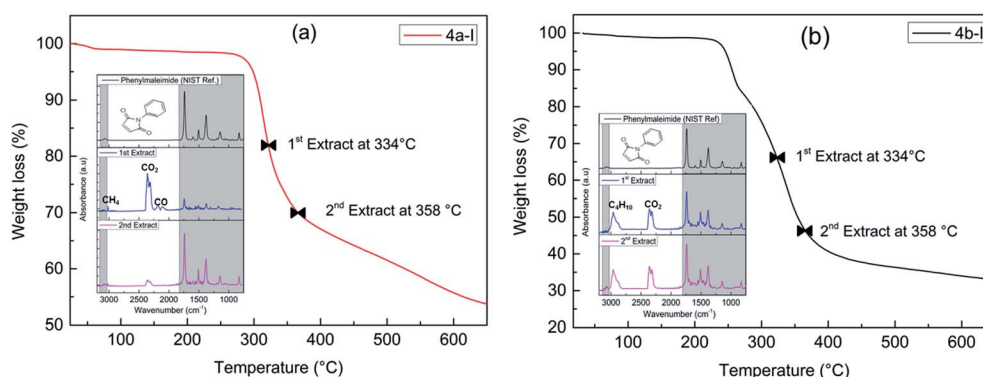 (a)
4a-I
100
90
80
70
60
50
Weight loss (%)
0
100
200
300
400
500
600
Temperature (°C)
1st Extract at 334°C
2nd Extract at 358 °C
Phenylmaleimide (NIST Ref.)
O
N
O
1st Extract
CO2
CH4
CO
2nd Extract
Absorbance (a.u)
3000
2500
2000
1500
1000
Wavenumber (cm-1)
(b)
4b-I
100
90
80
70
60
50
40
30
20
Weight loss (%)
0
100
200
300
400
500
600
Temperature (°C)
1st Extract at 334°C
2nd Extract at 358 °C
Phenylmaleimide (NIST Ref)
O
N
O
1st Extract
C4H10
CO2
2nd Extract
Absorbance (a.u)
3000
2500
2000
1500
1000
Wavenumber (cm-1)